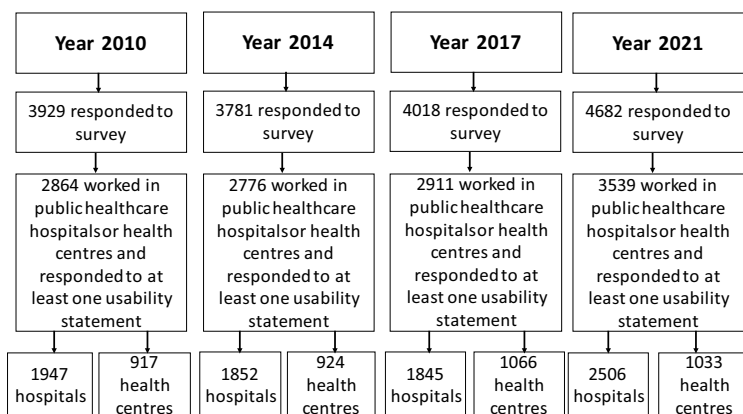 Year 2010
3929 responded to
survey
2864 worked in
public healthcare
hospitals or health
centres and
responded to at
least one usability
statement
1947
hospitals
917
health
centres
Year 2014
3781 responded to
survey
2776 worked in
public healthcare
hospitals or health
centres and
responded to at
least one usability
statement
1852
hospitals
924
health
centres
Year 2017
4018 responded to
survey
2911 worked in
public healthcare
hospitals or health
centres and
responded to at
least one usability
statement
1845
hospitals
1066
health
centres
Year 2021
4682 responded to
survey
3539 worked in
public healthcare
hospitals or health
centres and
responded to at
least one usability
statement
2506
hospitals
1033
health
centres